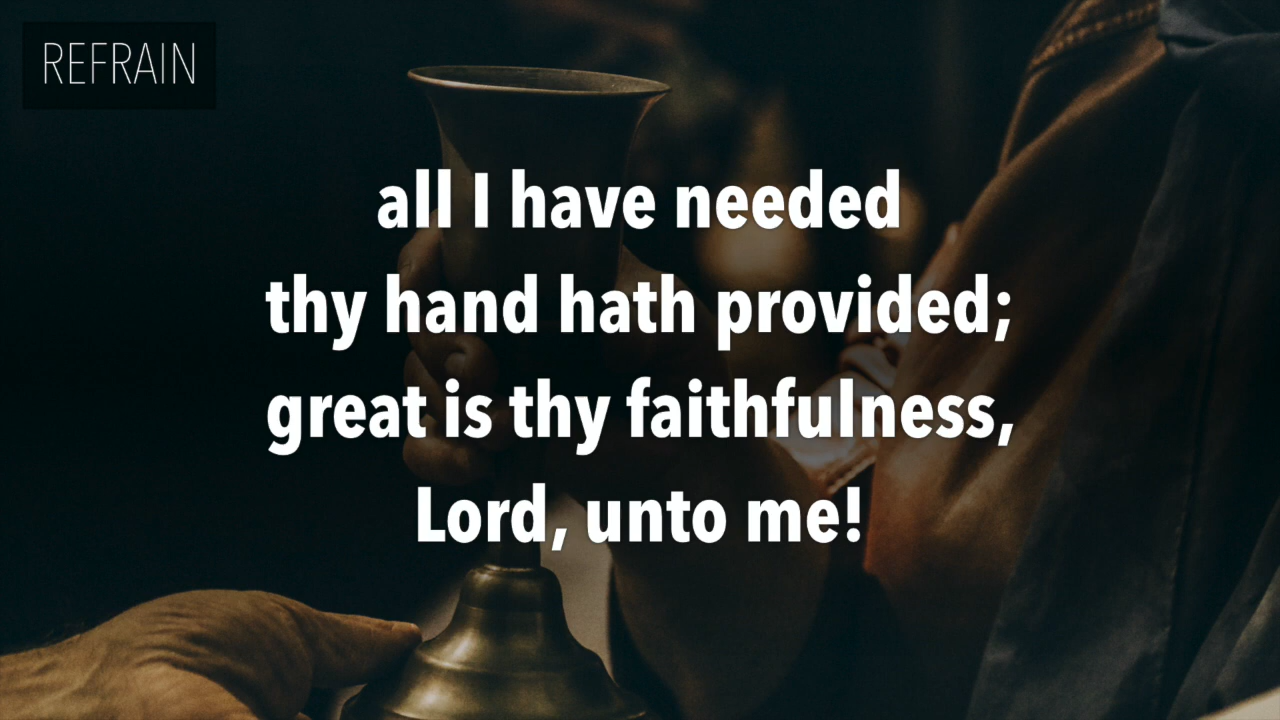 REFRAIN
all I have needed
thy hand hath provided;
great is thy faithfulness,
Lord, unto me!